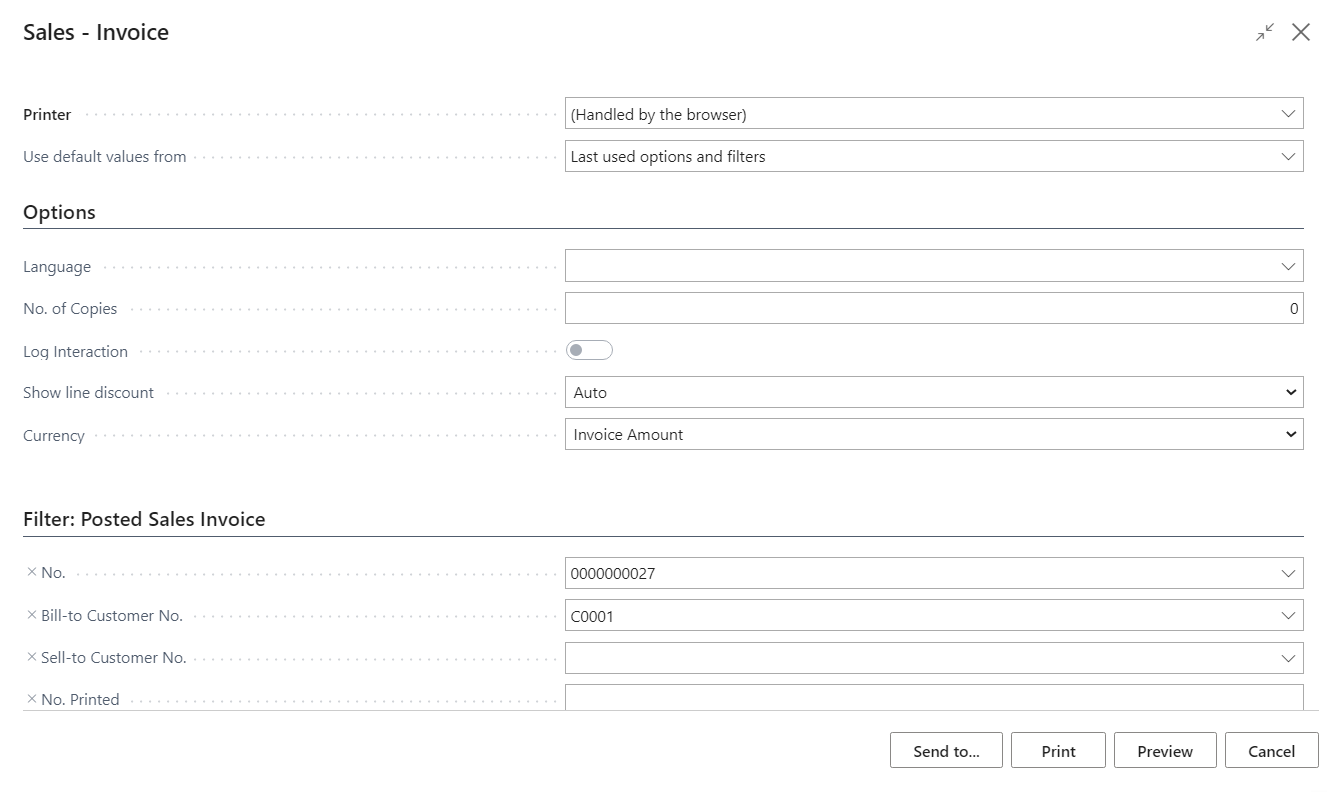 Sales - Invoice
Printer (Handled by the browser)
Use default values from Last used options and filters
Options
Language
No. of Copies 0
Log Interaction
Show line discount Auto
Currency Invoice Amount
Filter: Posted Sales Invoice
× No. 0000000027
× Bill-to Customer No. C0001
× Sell-to Customer No.
× No. Printed
Send to... Print Preview Cancel